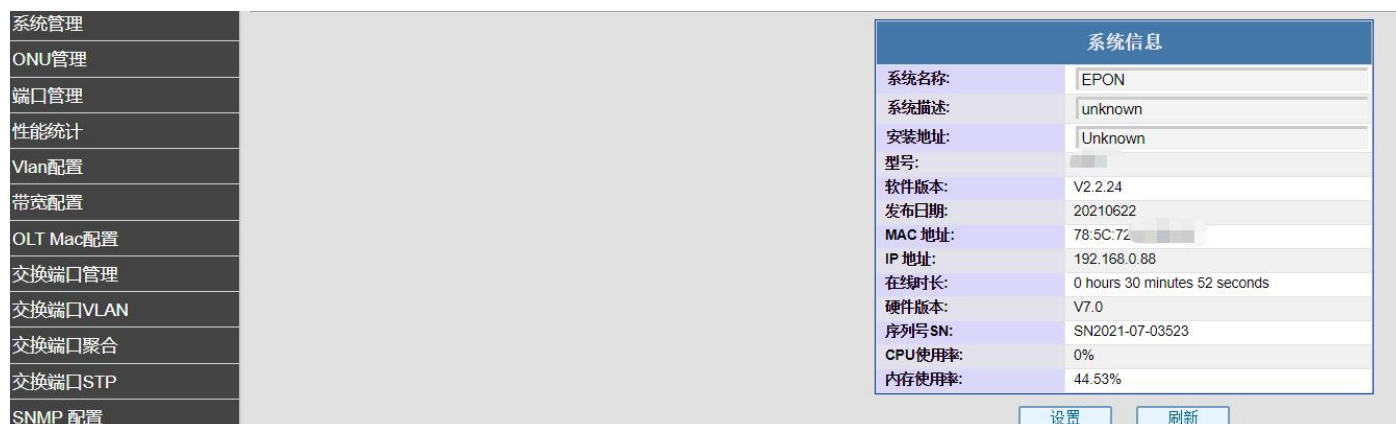 系统管理
ONU管理
端口管理
性能统计
Vlan配置
带宽配置
OLT Mac配置
交换端口管理
交换端口VLAN
交换端口聚合
交换端口STP
SNMP 配置
系统信息
系统名称: EPON
系统描述: unknown
安装地址: Unknown
型号:
软件版本: V2.2.24
发布日期: 20210622
MAC 地址: 78:5C:72
IP 地址: 192.168.0.88
在线时长: 0 hours 30 minutes 52 seconds
硬件版本: V7.0
序列号SN: SN2021-07-03523
CPU使用率: 0%
内存使用率: 44.53%
设置 刷新